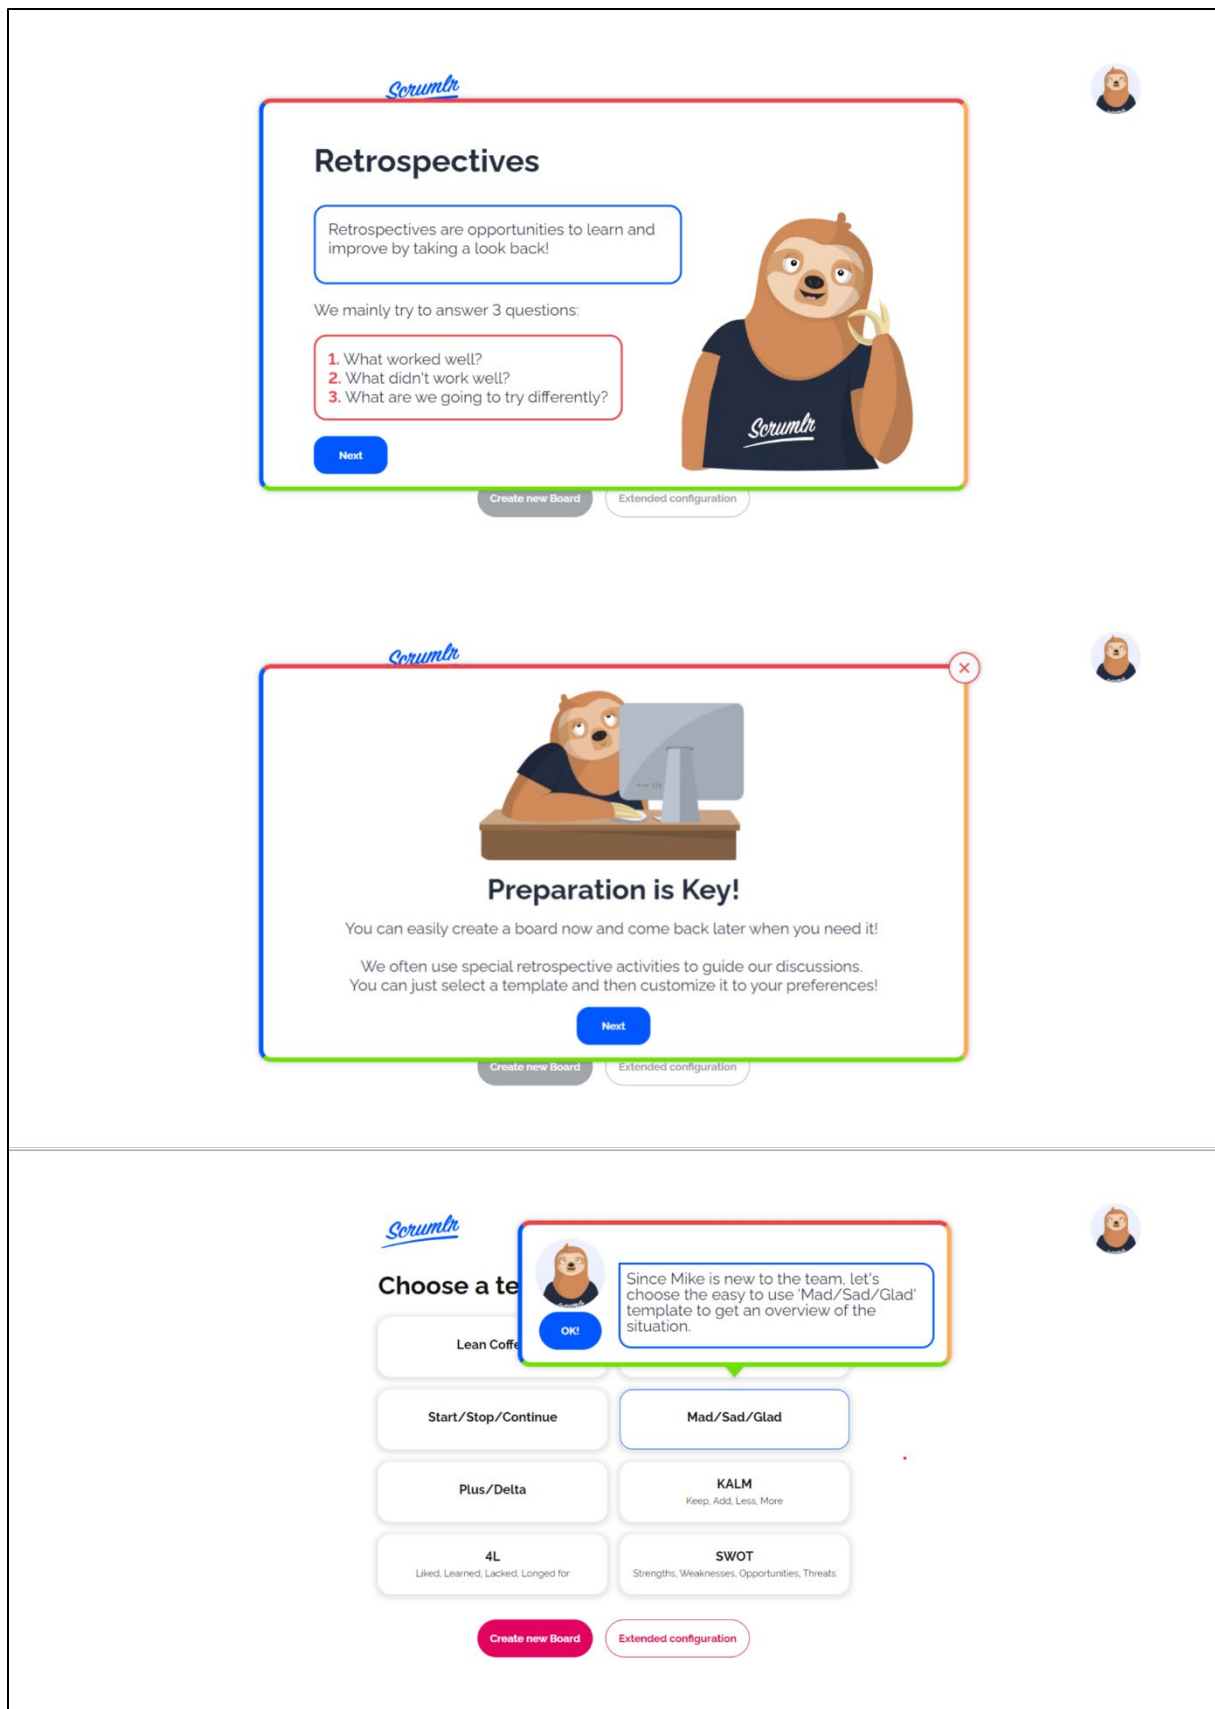 Scrumlr
Retrospectives
Retrospectives are opportunities to learn and
improve by taking a look back!
We mainly try to answer 3 questions:
1. What worked well?
2. What didn't work well?
3. What are we going to try differently?
Scrumlr
Next
Create new Board
Extended configuration
Scrumlr
Preparation is Key!
You can easily create a board now and come back later when you need it!
We often use special retrospective activities to guide our discussions.
You can just select a template and then customize it to your preferences!
Next
Create new Board
Extended configuration
Scrumlr
Choose a te
Since Mike is new to the team, let's
choose the easy to use 'Mad/Sad/Glad'
template to get an overview of the
situation.
OK!
Lean Coffe
Start/Stop/Continue
Mad/Sad/Glad
Plus/Delta
KALM
Keep, Add, Less, More
4L
Liked, Learned, Lacked, Longed for
SWOT
Strengths, Weaknesses, Opportunities, Threats
Create new Board
Extended configuration